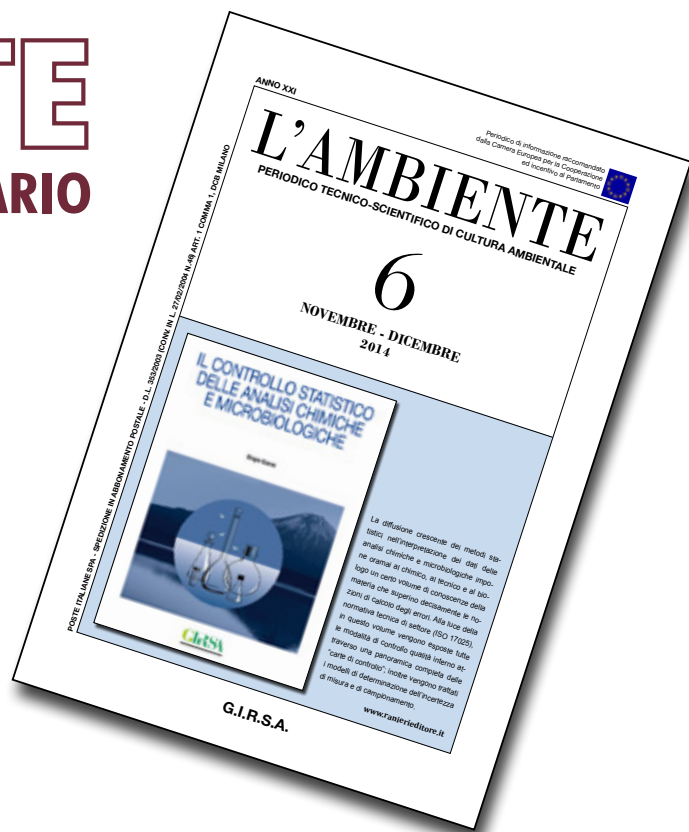 TE
ARIO
ANNO XXI
Periodico di informazione raccomandato
dalla Camera Europea per la Cooperazione
ed Incentivo al Parlamento
L'AMBIENTE
PERIODICO TECNICO-SCIENTIFICO DI CULTURA AMBIENTALE
6
NOVEMBRE - DICEMBRE
2014
POSTE ITALIANE SPA - SPEDIZIONE IN ABBONAMENTO POSTALE - D.L. 353/2003 (CONV. IN L. 27/02/2004 N.46) ART. 1 COMMA 1, DCB MILANO
IL CONTROLLO STATISTICO
DELLE ANALISI CHIMICHE
E MICROBIOLOGICHE
GIRSA
La diffusione crescente dei metodi sta-
tistici nell'interpretazione dei dati delle
analisi chimiche e microbiologiche impo-
ne oramai al chimico, al tecnico e al bio-
logo un certo volume di conoscenze della
materia che superino decisamente le no-
zioni di calcolo degli errori. Alla luce della
normativa tecnica di settore (ISO 17025),
in questo volume vengono esposte tutte
le modalità di controllo qualità interno at-
traverso una panoramica completa delle
"carte di controllo"; inoltre vengono trattati
i modelli di determinazione dell'incertezza
di misura e di campionamento.
www.ranierieditore.it
G.I.R.S.A.